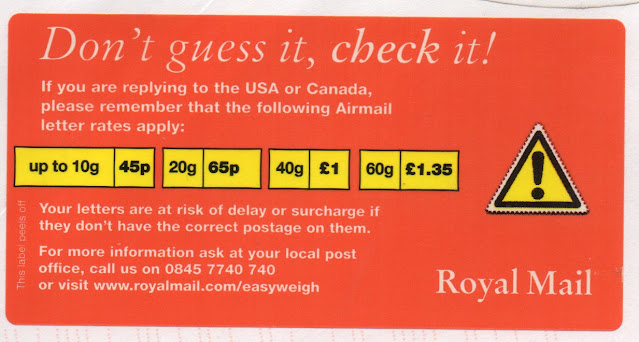 Don't guess it, check it!
If you are replying to the USA or Canada,
please remember that the following Airmail
letter rates apply:
up to 10g 45p 20g 65p 40g £1 60g £1.35
!
Your letters are at risk of delay or surcharge if
they don't have the correct postage on them.
For more information ask at your local post
office, call us on 0845 7740 740
or visit www.royalmail.com/easyweigh
Royal Mail
This label peels off